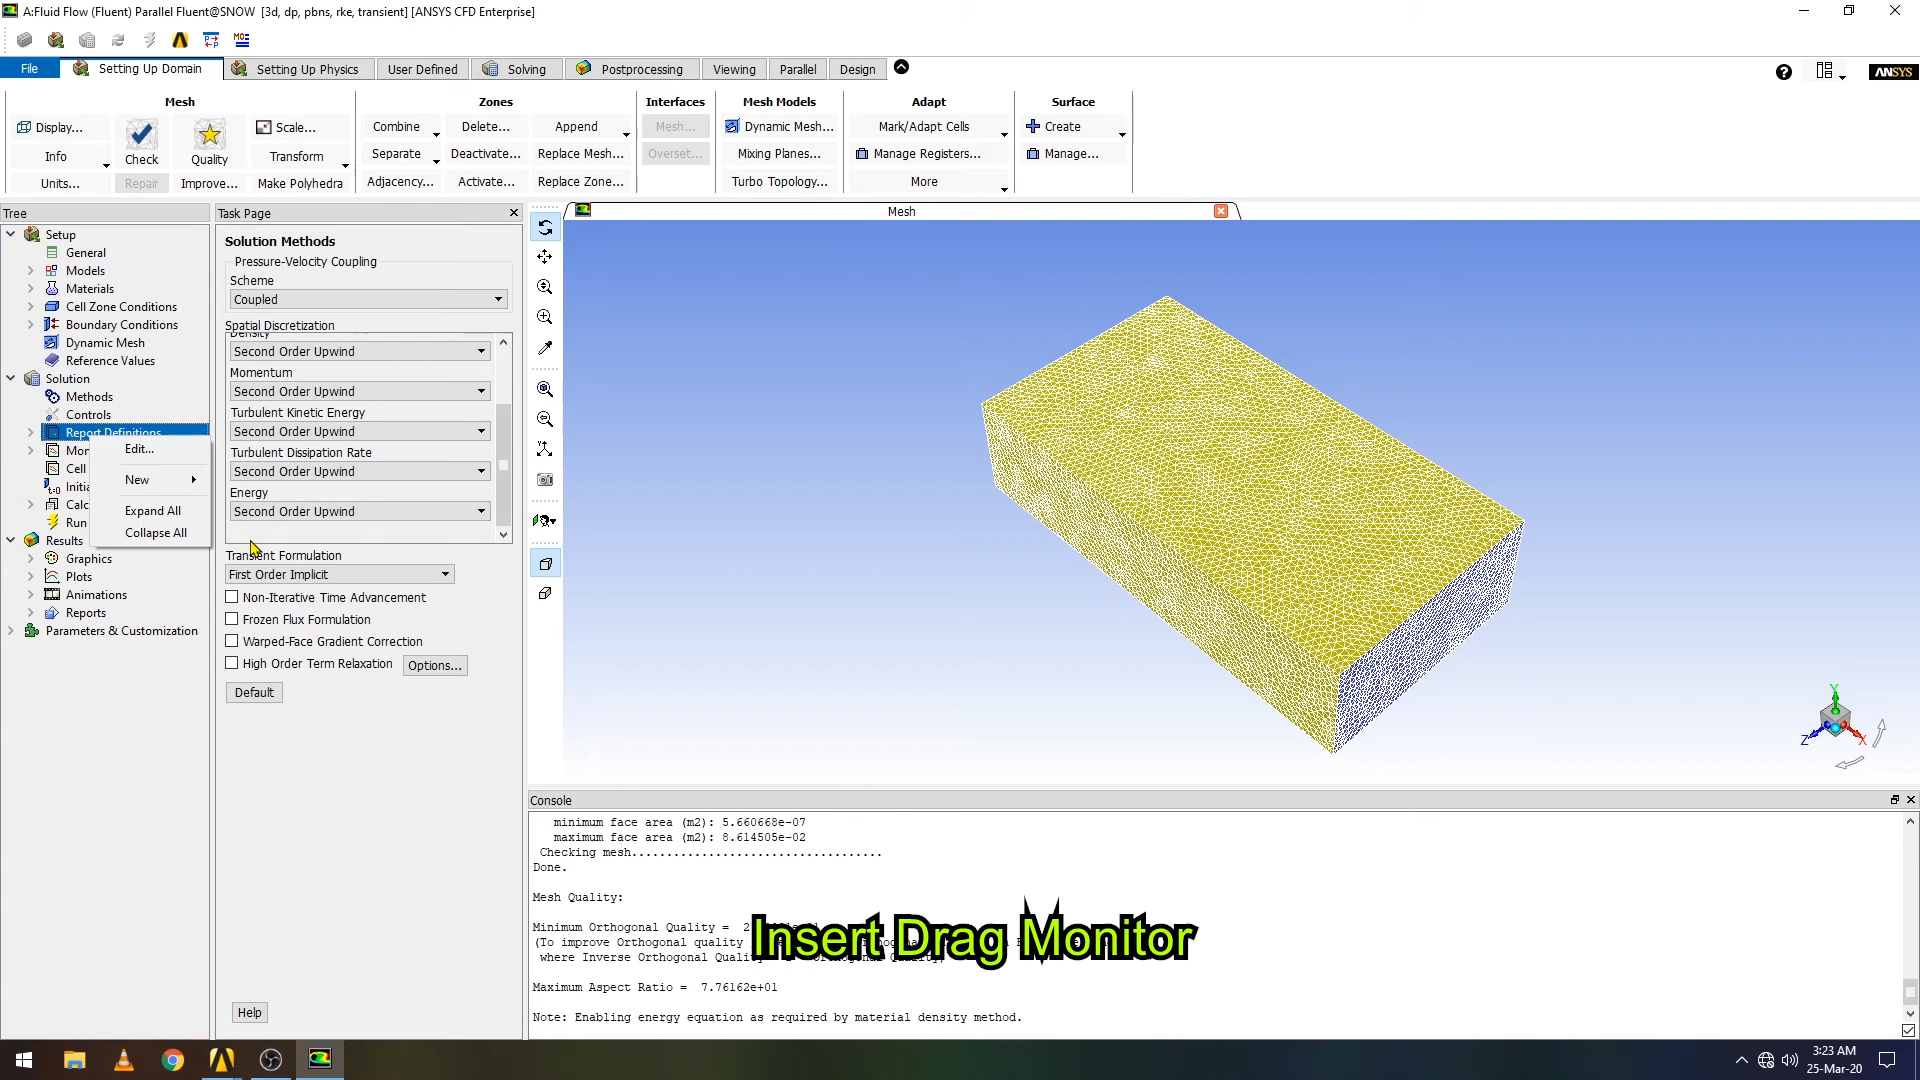 A:Fluid Flow (Fluent) Parallel Fluent@SNOW [3d, dp, pbns, rke, transient] [ANSYS CFD Enterprise]
File
Setting Up Domain
Setting Up Physics
User Defined
Solving
Postprocessing
Viewing
Parallel
Design
ANSYS
Mesh
Zones
Interfaces
Mesh Models
Adapt
Surface
Display...
Check
Quality
Scale...
Combine
Delete...
Append
Mesh...
Dynamic Mesh...
Mark/Adapt Cells
Create
Info
Transform
Separate
Deactivate...
Replace Mesh...
Overset...
Mixing Planes...
Manage Registers...
Manage...
Units...
Repair
Improve...
Make Polyhedra
Adjacency...
Activate...
Replace Zone...
Turbo Topology...
More
Tree
Setup
General
Models
Materials
Cell Zone Conditions
Boundary Conditions
Dynamic Mesh
Reference Values
Solution
Methods
Controls
Report Definitions
Mon
Cell
Initia
Calc
Run
Results
Graphics
Plots
Animations
Reports
Parameters & Customization
Edit...
New
Expand All
Collapse All
Task Page
Solution Methods
Pressure-Velocity Coupling
Scheme
Coupled
Spatial Discretization
Density
Second Order Upwind
Momentum
Second Order Upwind
Turbulent Kinetic Energy
Second Order Upwind
Turbulent Dissipation Rate
Second Order Upwind
Energy
Second Order Upwind
Transient Formulation
First Order Implicit
Non-Iterative Time Advancement
Frozen Flux Formulation
Warped-Face Gradient Correction
High Order Term Relaxation
Options...
Default
Help
Mesh
Y
Z
X
Console
minimum face area (m2): 5.660668e-07
maximum face area (m2): 8.614505e-02
Checking mesh...................................
Done.
Mesh Quality:
Minimum Orthogonal Quality = 2
(To improve Orthogonal quality
where Inverse Orthogonal
Maximum Aspect Ratio = 7.76162e+01
Note: Enabling energy equation as required by material density method.
Insert Drag Monitor
3:23 AM
25-Mar-20